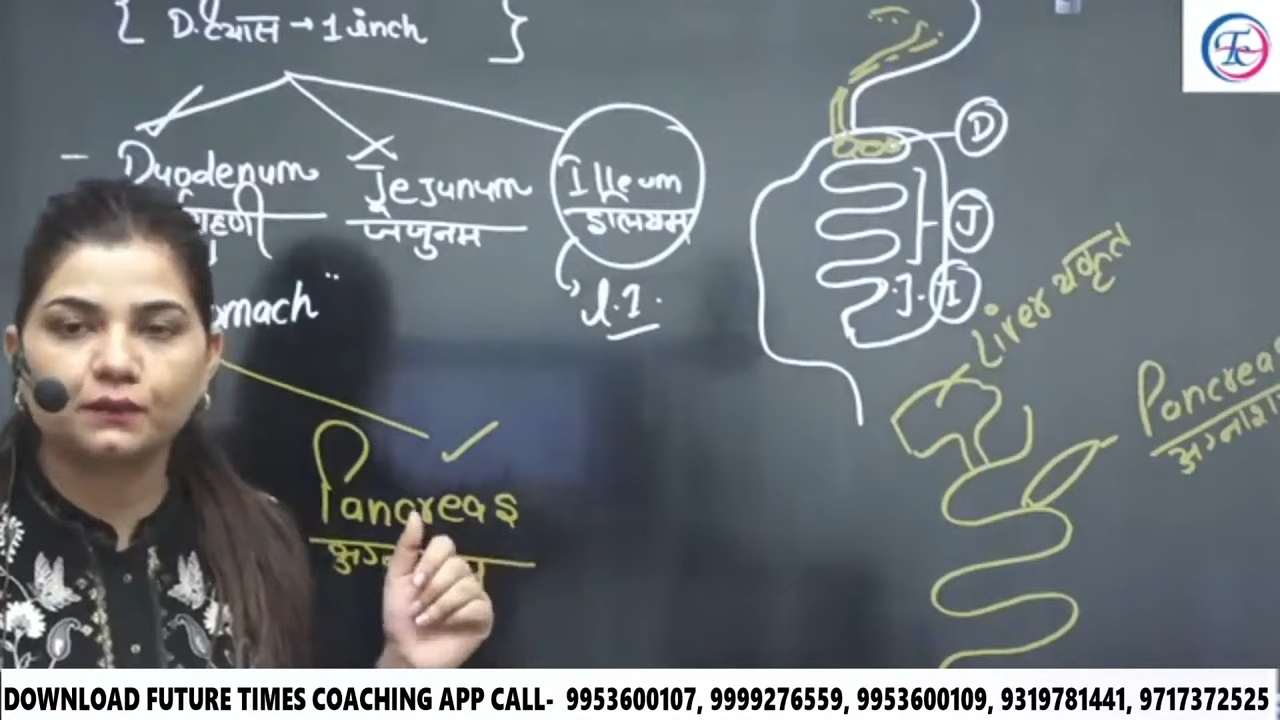 { D. व्यास → 1 inch }
Duodenum Jejunum Illeum
जेजुनम इलियम
L.I.
Pancreas
D
J
I
Liver यकृत
Pancreas
Tc
DOWNLOAD FUTURE TIMES COACHING APP CALL- 9953600107, 9999276559, 9953600109, 9319781441, 9717372525